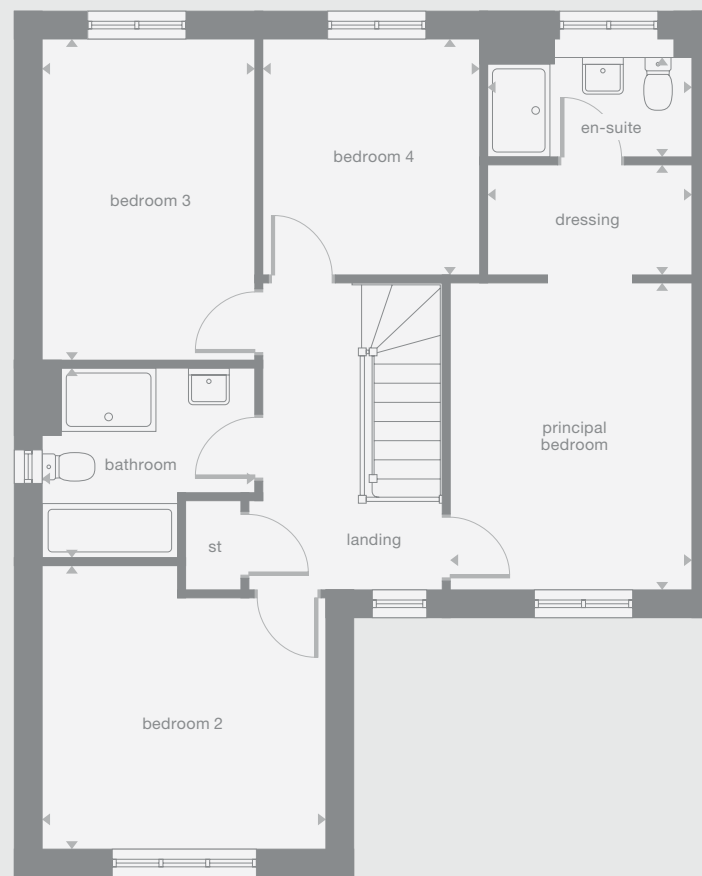 en-suite
bedroom 4
bedroom 3
dressing
principal
bedroom
bathroom
st
landing
bedroom 2